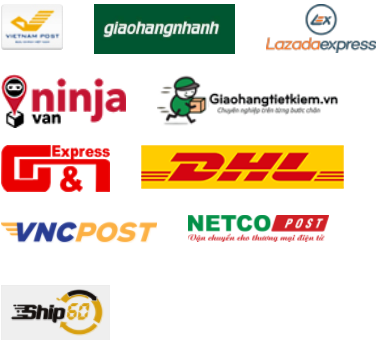 VIETNAM POST
giaohangnhanh
LEX
Lazadaexpress
ninja
van
Giaohangtietkiem.vn
Chuyên nghiệp trên từng bước chân
Express
G&n
DHL
VNCPOST
NETCO POST
Vận chuyển cho thương mại điện tử
Ship60